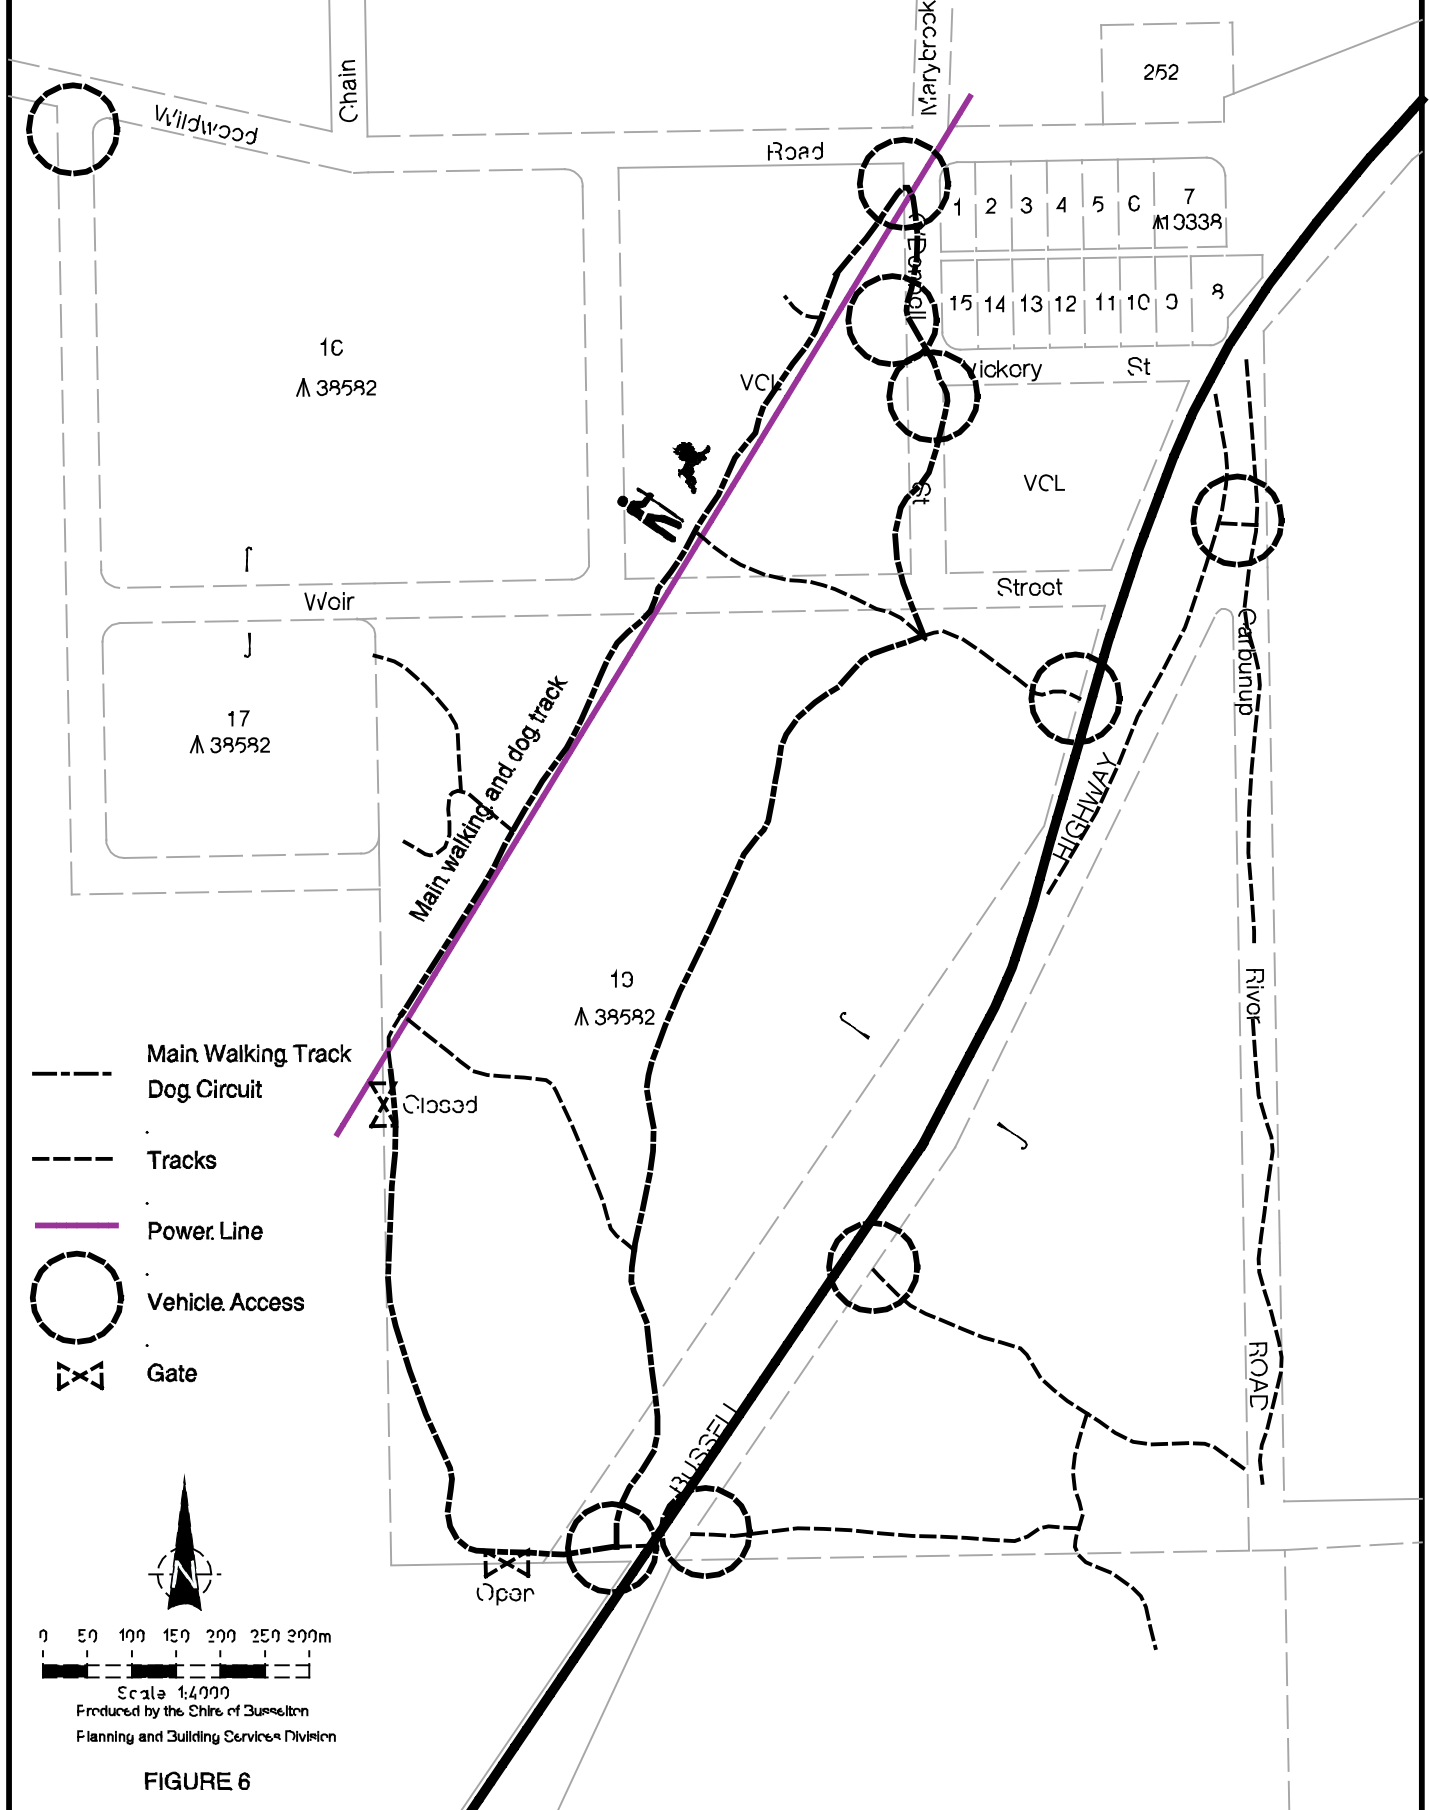 Marybrook
Chain
252
Wildwood
Road
1
2
3
4
5
6
7
10338
O'Donnell
15
14
13
12
11
10
9
8
16
38582
VCL
Vickery
St
St
VCL
Weir
Street
Carbunup
17
38582
Main walking and dog track
HIGHWAY
19
38582
River
Main Walking Track
Dog Circuit
Closed
Tracks
Power Line
Vehicle Access
Gate
ROAD
BUSSELL
N
Open
0 50 100 150 200 250 300m
Scale 1:4000
Produced by the Shire of Busselton
Planning and Building Services Division
FIGURE 6